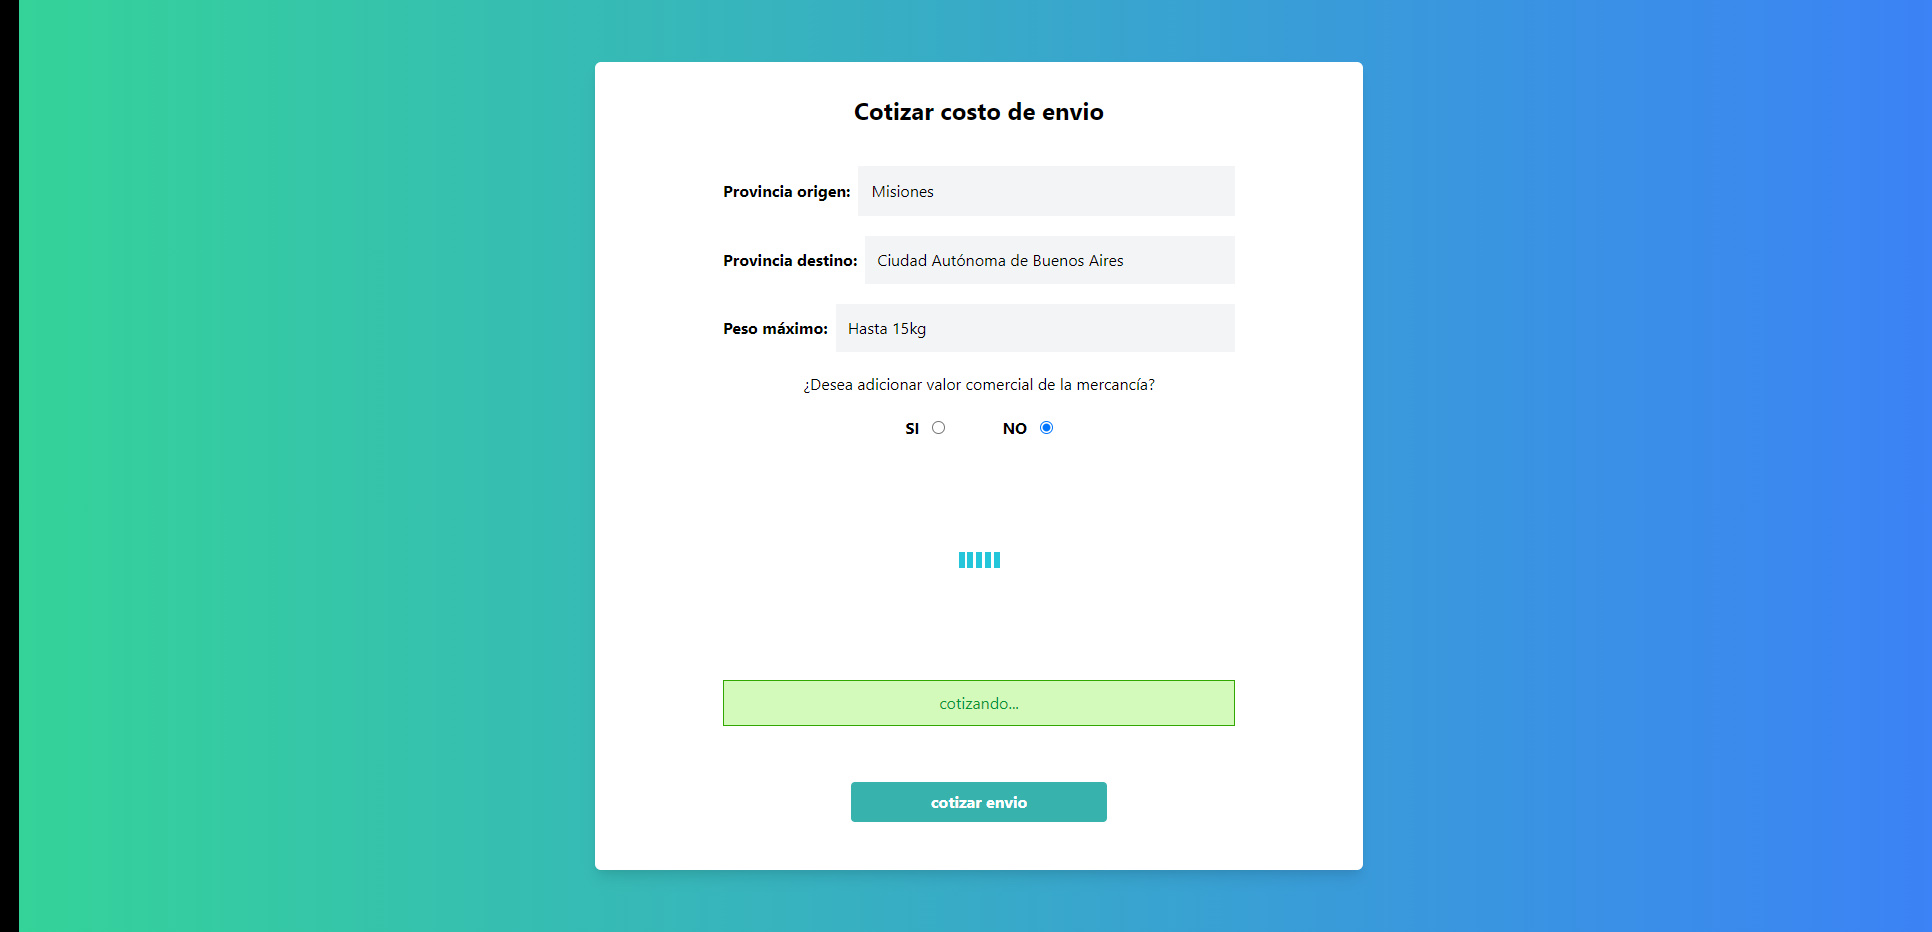 Cotizar costo de envio
Provincia origen: Misiones
Provincia destino: Ciudad Autónoma de Buenos Aires
Peso máximo: Hasta 15kg
¿Desea adicionar valor comercial de la mercancía?
SI NO
cotizando...
cotizar envio